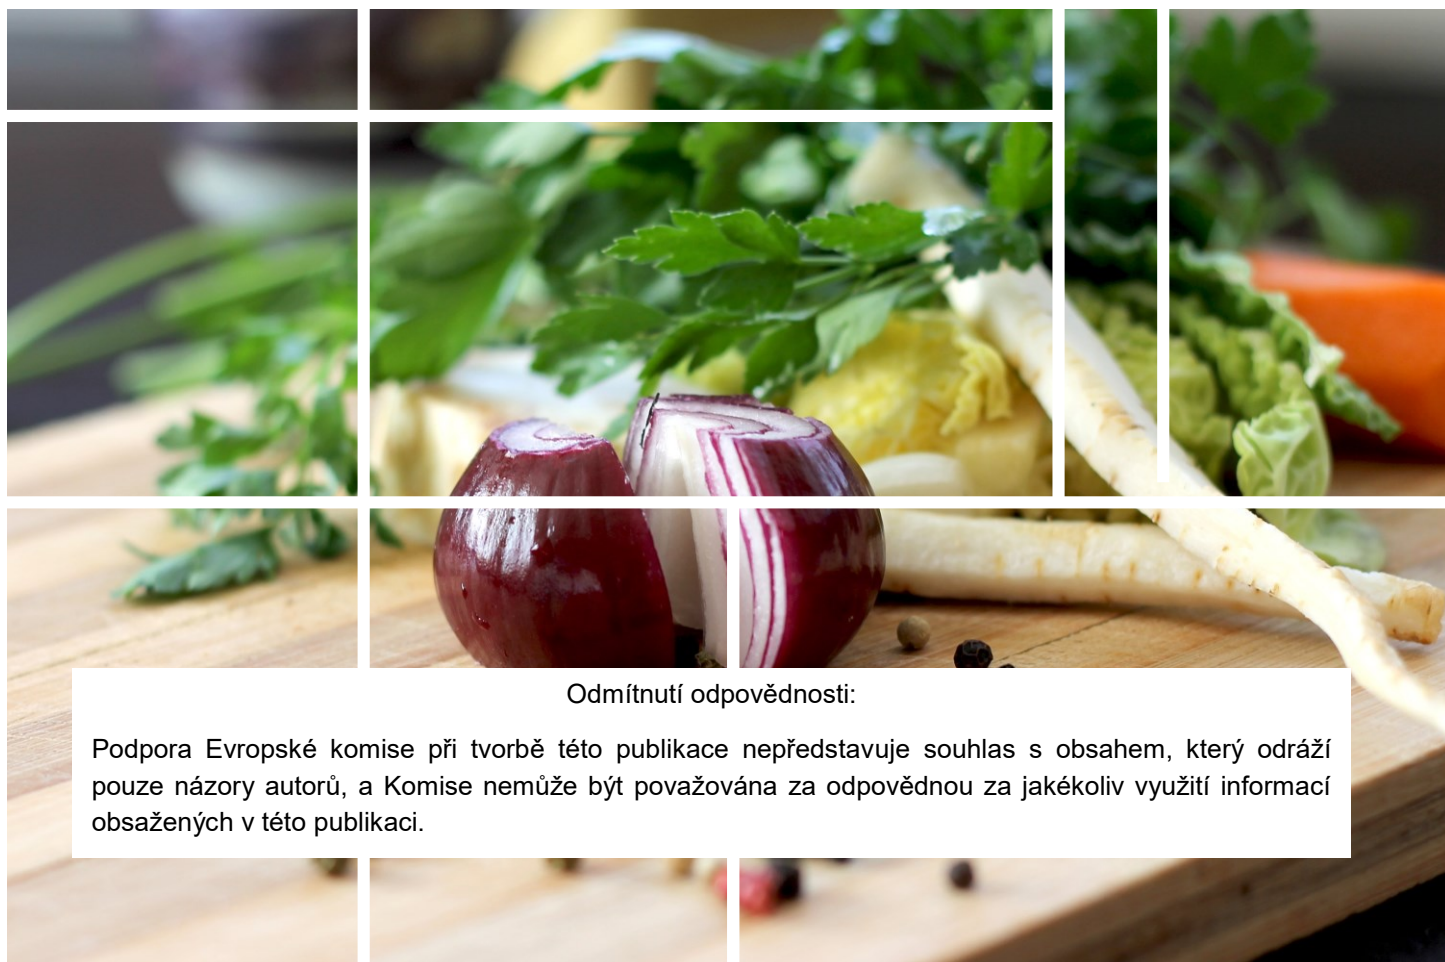 Odmítnutí odpovědnosti:
Podpora Evropské komise při tvorbě této publikace nepředstavuje souhlas s obsahem, který odráží
pouze názory autorů, a Komise nemůže být považována za odpovědnou za jakékoliv využití informací
obsažených v této publikaci.